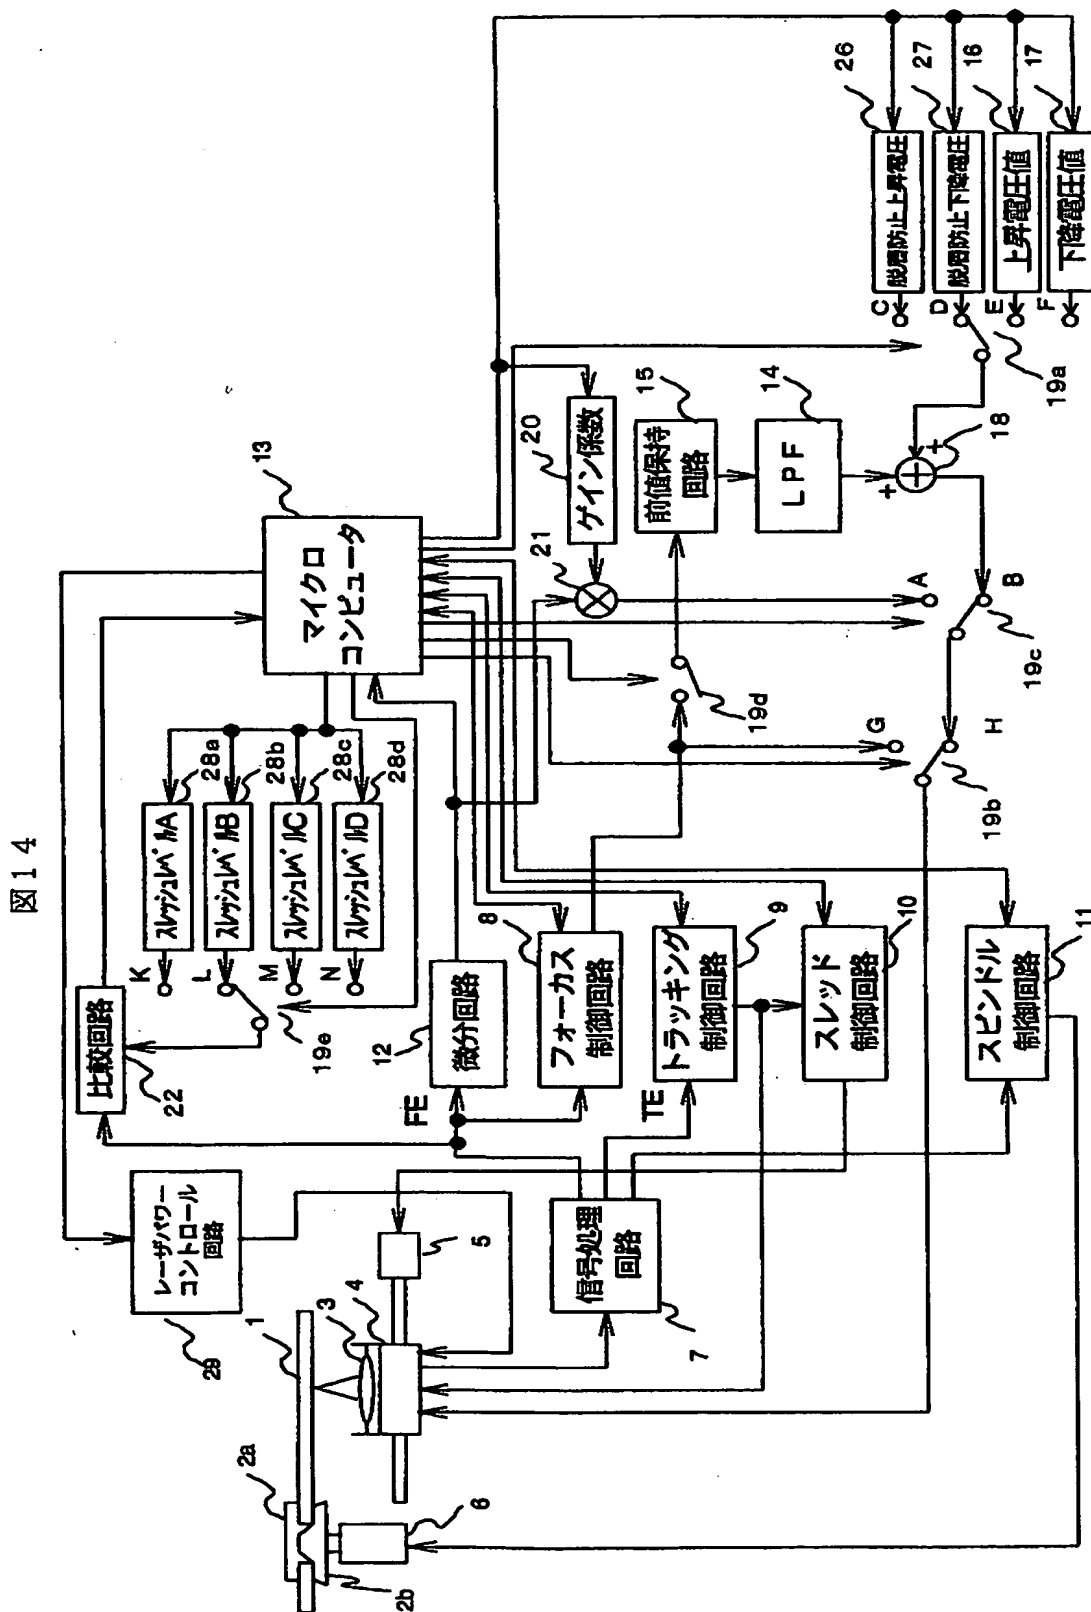 図14
1
2a
2b
3
4
5
6
29
レーザパワー
コントロール
回路
比較回路
22
スレッシュレベルA
スレッシュレベルB
スレッシュレベルC
スレッシュレベルD
28a
28b
28c
28d
K
L
M
N
19e
マイクロ
コンピュータ
13
信号処理
回路
7
FE
TE
微分回路
12
フォーカス
制御回路
8
トラッキング
制御回路
9
スレッド
制御回路
10
スピンドル
制御回路
11
ゲイン係数
20
21
前値保持
回路
15
LPF
14
19d
A
B
19c
G
H
19b
+
+
18
19a
C
D
E
F
脱落防止上昇電圧
26
脱落防止下降電圧
27
上昇電圧値
16
下降電圧値
17